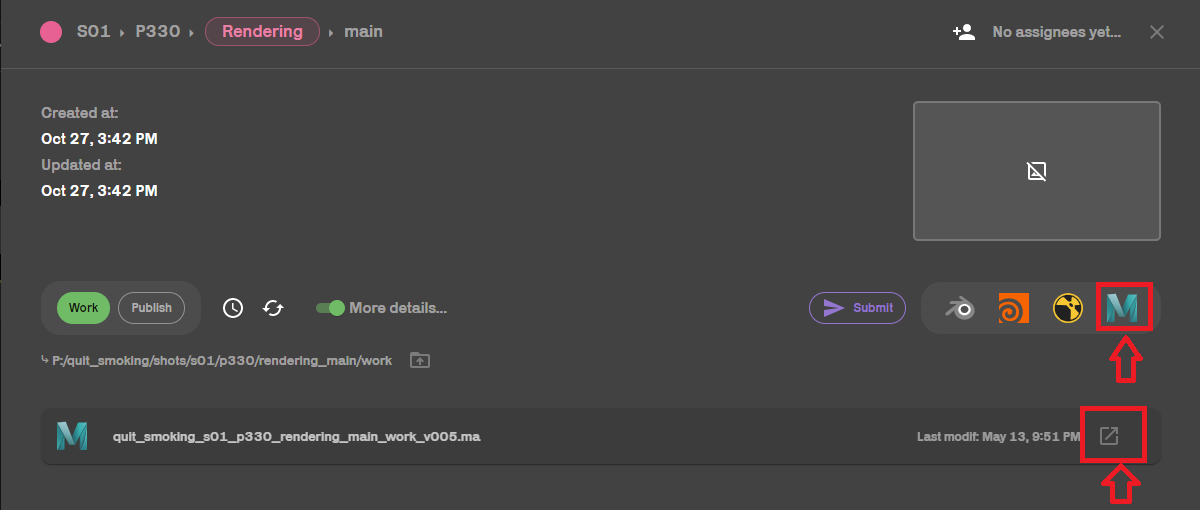 S01 ▸ P330 ▸ Rendering ▸ main
No assignees yet...
Created at:
Oct 27, 3:42 PM
Updated at:
Oct 27, 3:42 PM
Work Publish More details... Submit
P:/quit_smoking/shots/s01/p330/rendering_main/work
quit_smoking_s01_p330_rendering_main_work_v005.ma Last modif: May 13, 9:51 PM